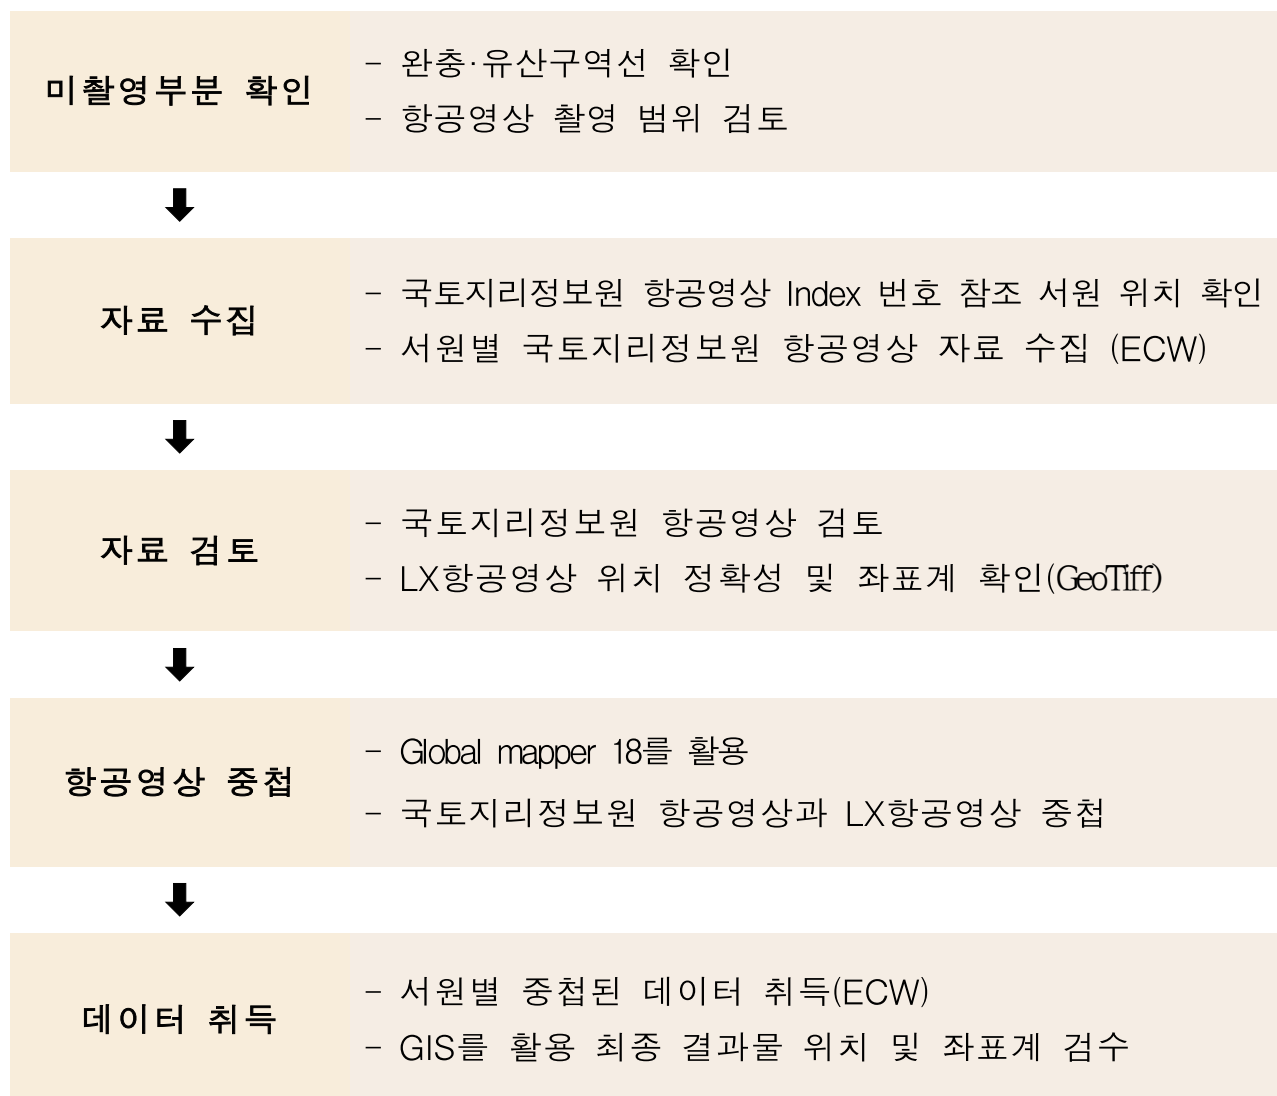 미촬영부분 확인
- 완충·유산구역선 확인
- 항공영상 촬영 범위 검토
자료 수집
- 국토지리정보원 항공영상 Index 번호 참조 서원 위치 확인
- 서원별 국토지리정보원 항공영상 자료 수집 (ECW)
자료 검토
- 국토지리정보원 항공영상 검토
- LX항공영상 위치 정확성 및 좌표계 확인(GeoTiff)
항공영상 중첩
- Global mapper 18를 활용
- 국토지리정보원 항공영상과 LX항공영상 중첩
데이터 취득
- 서원별 중첩된 데이터 취득(ECW)
- GIS를 활용 최종 결과물 위치 및 좌표계 검수